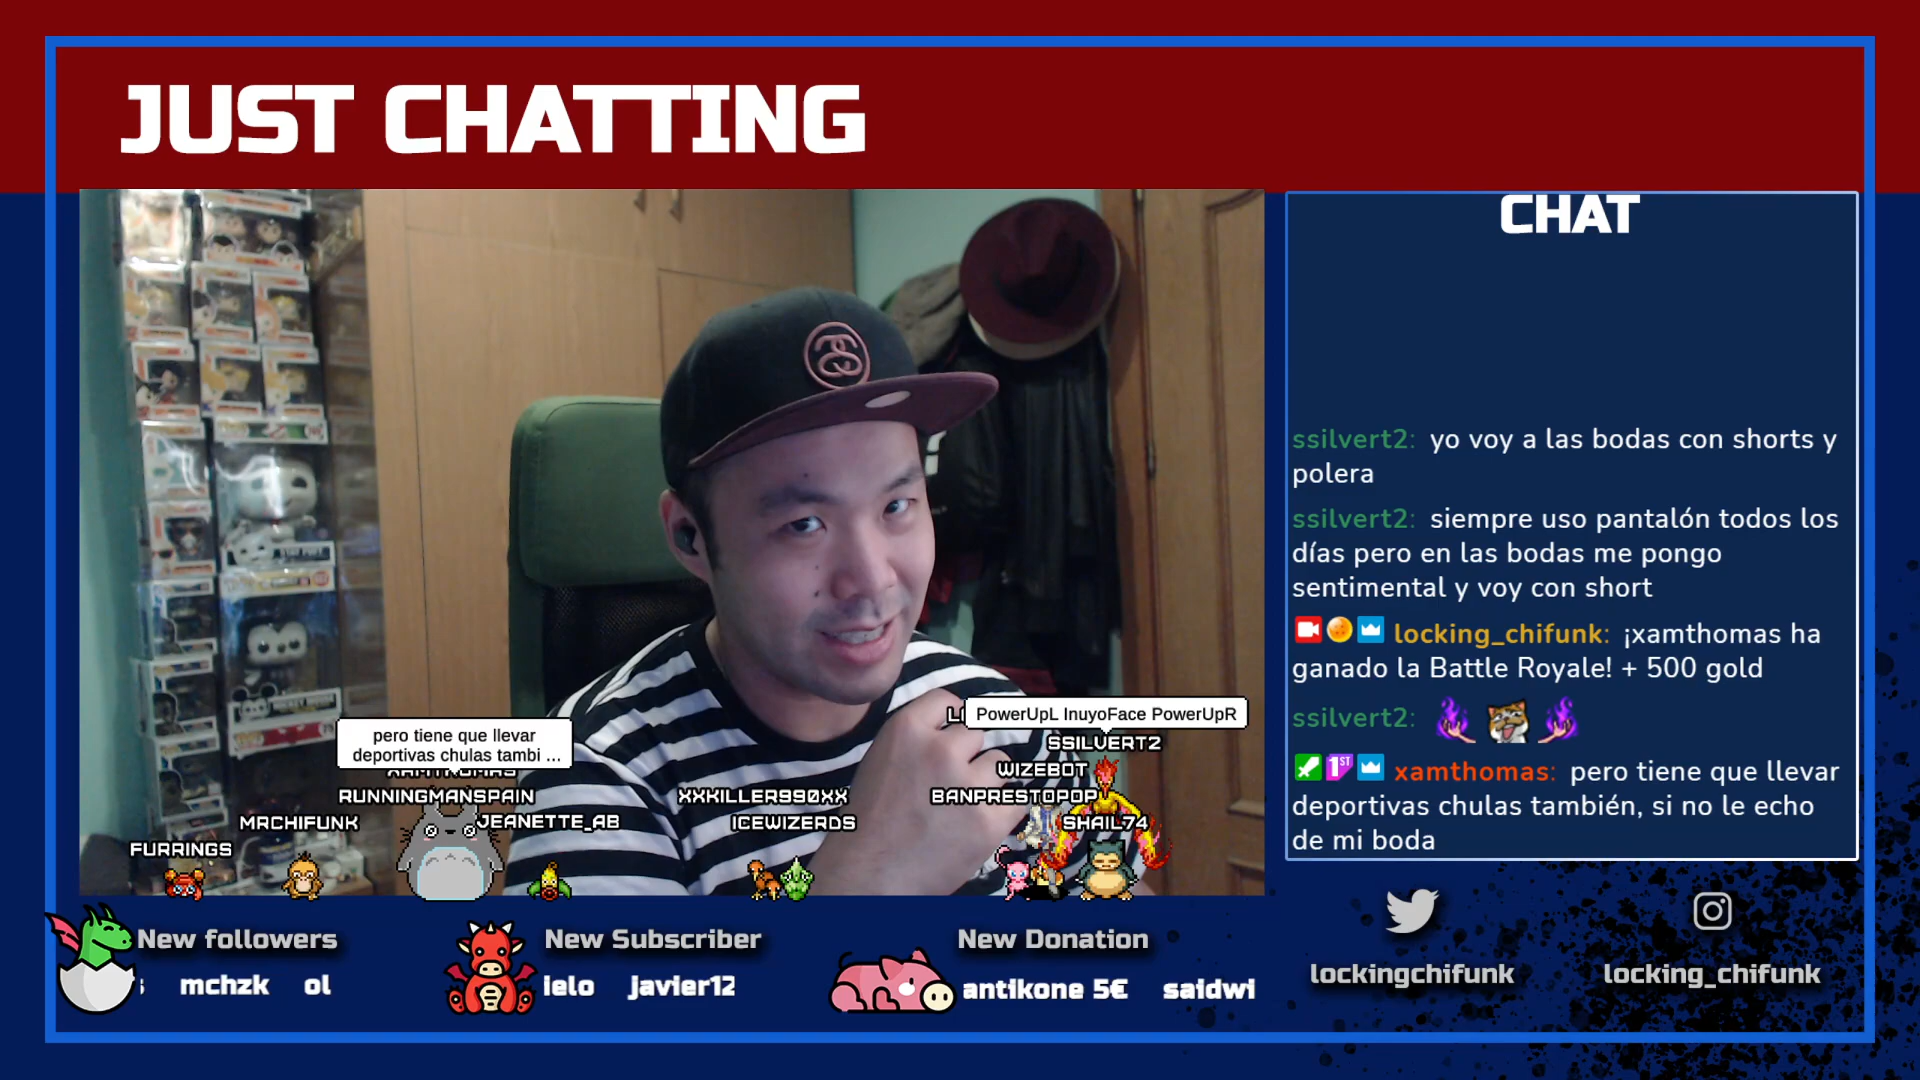 JUST CHATTING
CHAT
ssilvert2: yo voy a las bodas con shorts y
polera
ssilvert2: siempre uso pantalón todos los
días pero en las bodas me pongo
sentimental y voy con short
locking_chifunk: ¡xamthomas ha
ganado la Battle Royale! + 500 gold
ssilvert2:
1ST xamthomas: pero tiene que llevar
deportivas chulas también, si no le echo
de mi boda
pero tiene que llevar
deportivas chulas tambi ...
XAMTHOMAS
RUNNINGMANSPAIN
MRCHIFUNK
JEANETTE_AB
FURRINGS
XXKILLER990XX
ICEWIZERDS
PowerUpL InuyoFace PowerUpR
SSILVERT2
WIZEBOT
BANPRESTOPOP
SHAIL74
New followers
mchzk ol
New Subscriber
lelo javier12
New Donation
antikone 5€ saidwi
lockingchifunk
locking_chifunk